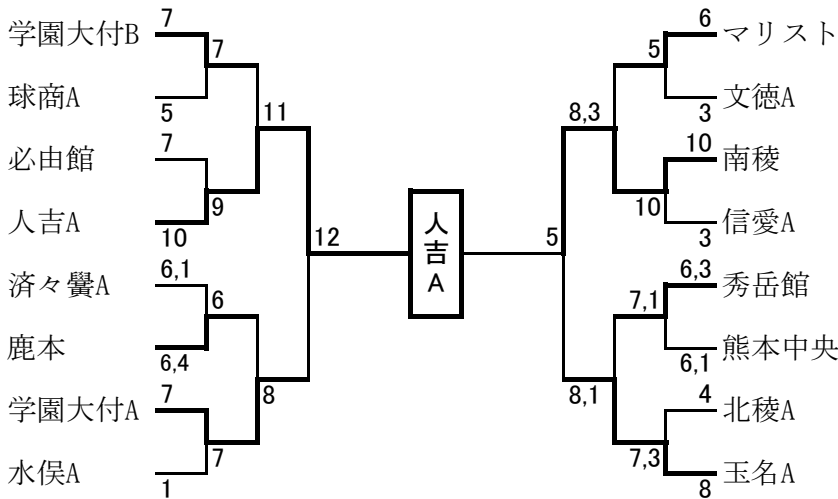 学園大付B
7
7
球商A
5
11
必由館
7
9
人吉A
10
12
済々黌A
6,1
6
鹿本
6,4
8
学園大付A
7
7
水俣A
1
人吉A
5
6
マリスト
5
文徳A
3
8,3
10
南稜
10
信愛A
3
6,3
秀岳館
7,1
熊本中央
6,1
8,1
4
北稜A
7,3
玉名A
8